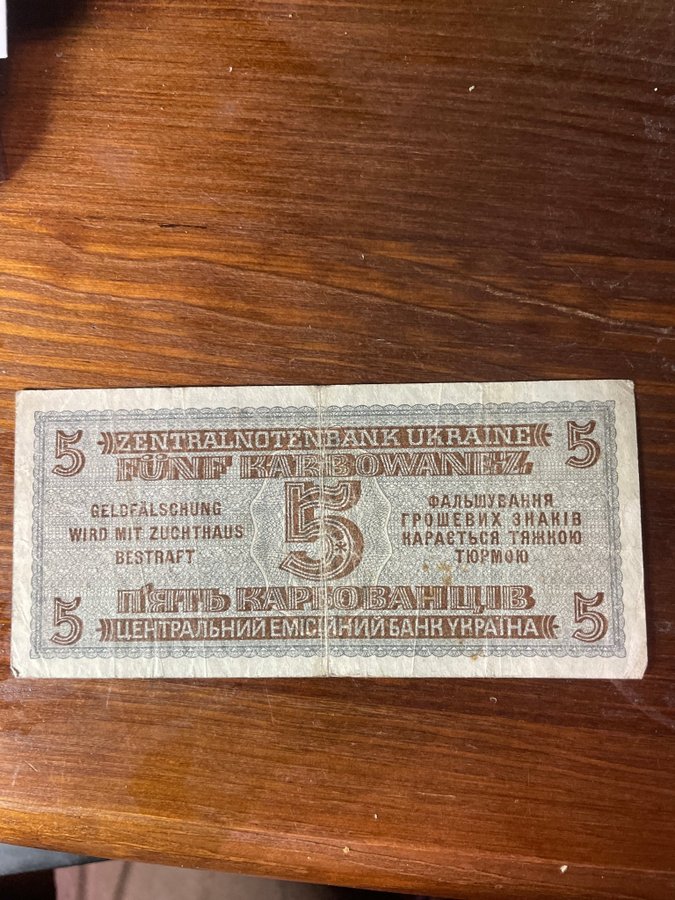 5 ZENTRALNOTENBANK UKRAINE 5
FÜNF KARBOWANEZ
GELDFÄLSCHUNG
WIRD MIT ZUCHTHAUS
BESTRAFT
5
ФАЛЬШУВАННЯ
ГРОШЕВИХ ЗНАКІВ
КАРАЄТЬСЯ ТЯЖКОЮ
ТЮРМОЮ
П'ЯТЬ КАРБОВАНЦІВ
5 ЦЕНТРАЛЬНИЙ ЕМІСІЙНИЙ БАНК УКРАЇНА 5